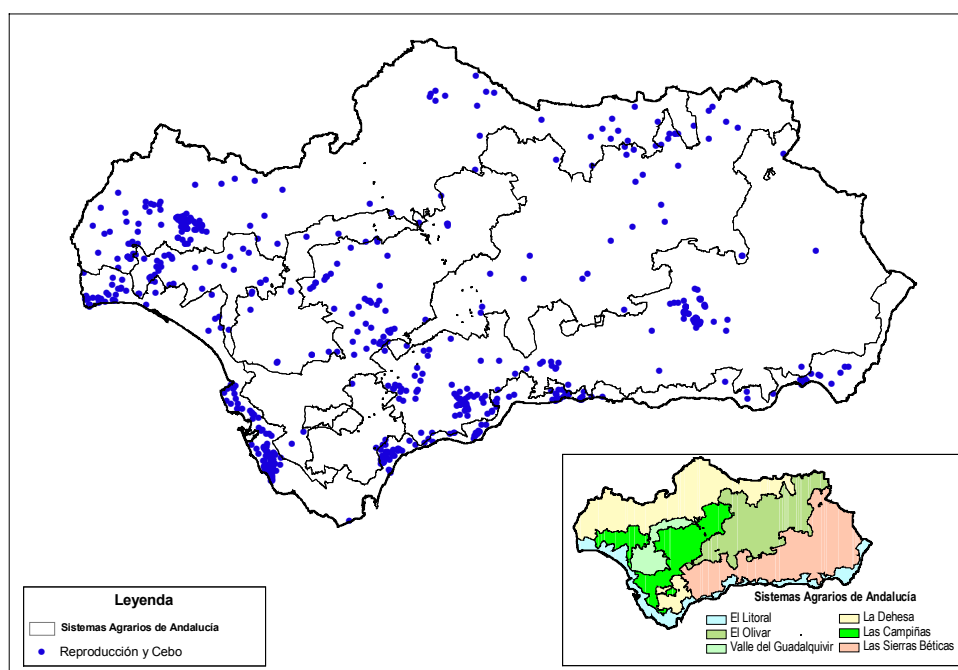 Leyenda
Sistemas Agrarios de Andalucía
Reproducción y Cebo
Sistemas Agrarios de Andalucía
El Litoral
La Dehesa
El Olivar
Las Campiñas
Valle del Guadalquivir
Las Sierras Béticas